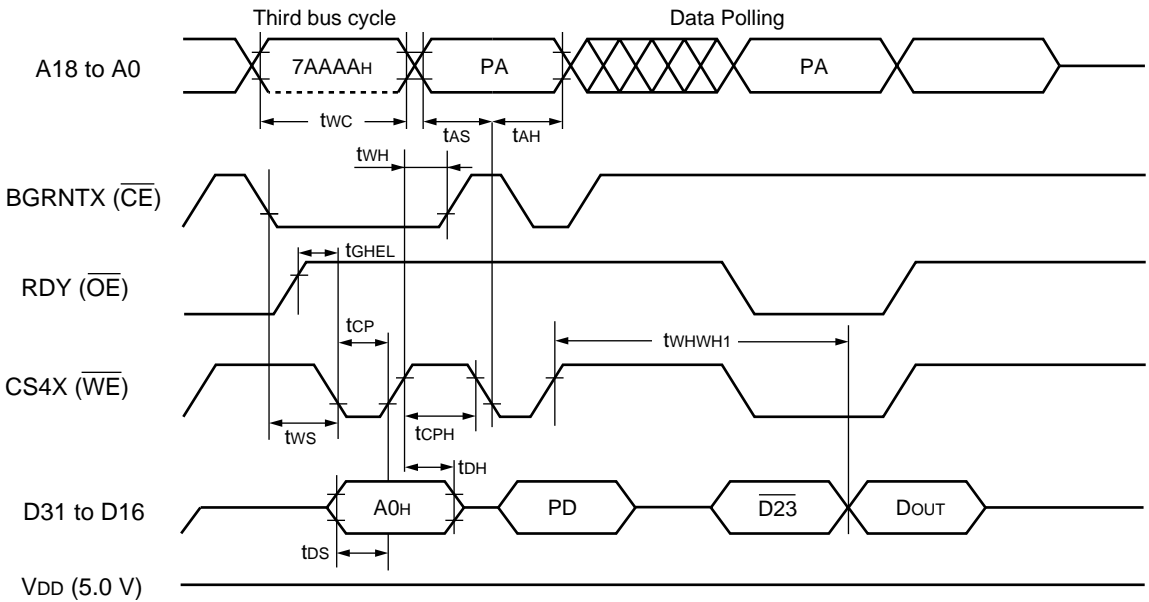 Third bus cycle Data Polling
A18 to A0 7AAAAH PA PA
tWC tAS tAH
tWH
BGRNTX (CE)
tGHEL
RDY (OE)
tCP tWHWH1
CS4X (WE)
tWS tCPH
tDH
D31 to D16 A0H PD D23 DOUT
tDS
VDD (5.0 V)